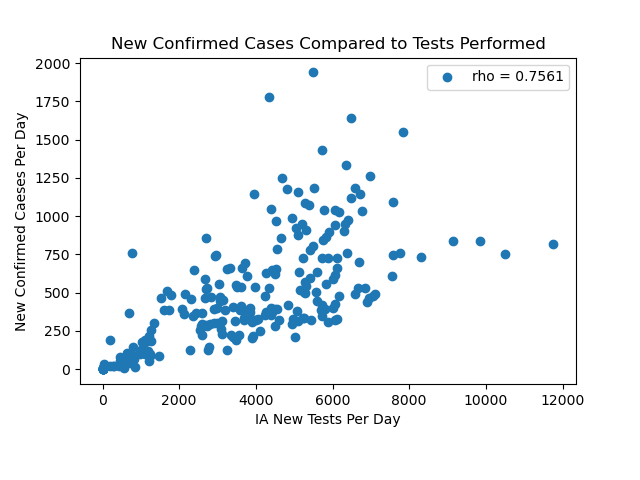 New Confirmed Cases Compared to Tests Performed
rho = 0.7561
2000
1750
1500
1250
1000
750
500
250
0
New Confirmed Caeses Per Day
0 2000 4000 6000 8000 10000 12000
IA New Tests Per Day